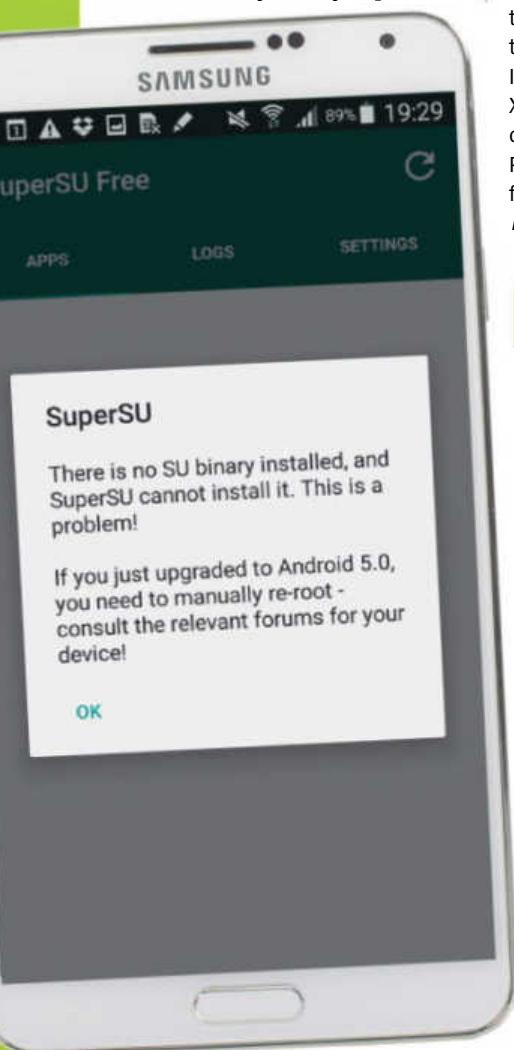 SAMSUNG
89% 19:29
uperSU Free
APPS LOGS SETTINGS
SuperSU
There is no SU binary installed, and
SuperSU cannot install it. This is a
problem!
If you just upgraded to Android 5.0,
you need to manually re-root -
consult the relevant forums for your
device!
OK